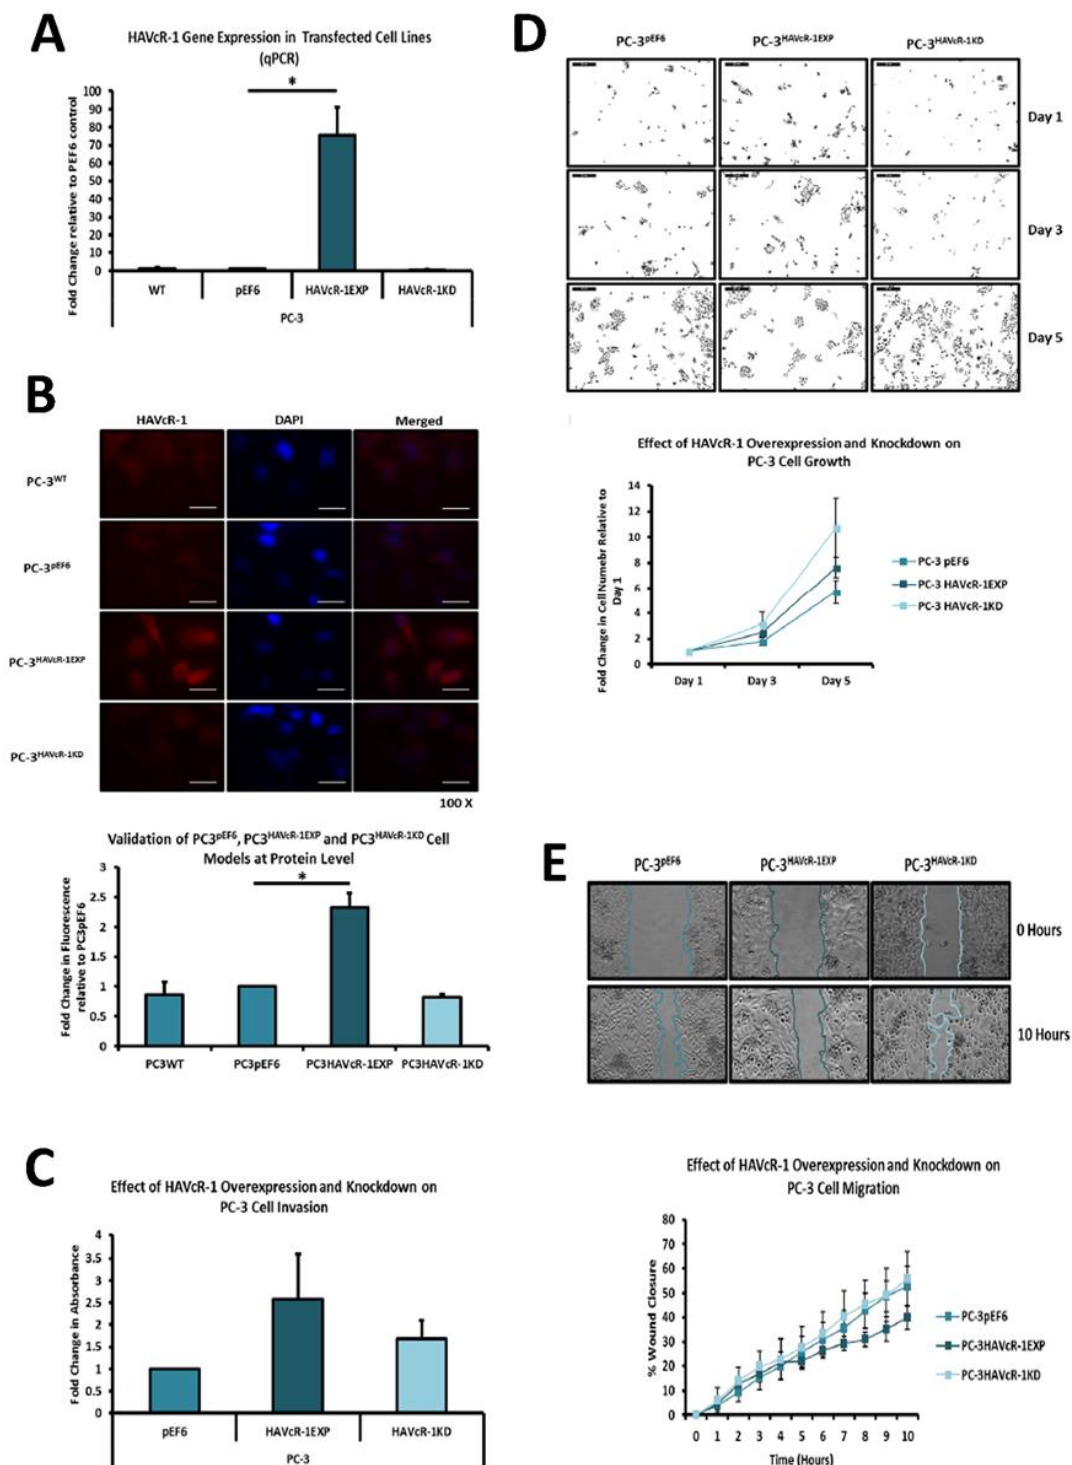 A
HAVcR-1 Gene Expression in Transfected Cell Lines
(qPCR)
*
Fold Change relative to PEF6 control
100
90
80
70
60
50
40
30
20
10
0
WT pEF6 HAVcR-1EXP HAVcR-1KD
PC-3
B
HAVcR-1 DAPI Merged
PC-3WT
PC-3pEF6
PC-3HAVcR-1EXP
PC-3HAVcR-1KD
100 X
Validation of PC3pEF6, PC3HAVcR-1EXP and PC3HAVcR-1KD Cell
Models at Protein Level
*
Fold Change in Fluorescence
relative to PC3pEF6
3
2.5
2
1.5
1
0.5
0
PC3WT PC3pEF6 PC3HAVcR-1EXP PC3HAVcR-1KD
C
Effect of HAVcR-1 Overexpression and Knockdown on
PC-3 Cell Invasion
Fold Change in Absorbance
4
3.5
3
2.5
2
1.5
1
0.5
0
pEF6 HAVcR-1EXP HAVcR-1KD
PC-3
D
PC-3pEF6 PC-3HAVcR-1EXP PC-3HAVcR-1KD
Day 1
Day 3
Day 5
Effect of HAVcR-1 Overexpression and Knockdown on
PC-3 Cell Growth
Fold Change in Cell Numebr Relative to
Day 1
14
12
10
8
6
4
2
0
Day 1 Day 3 Day 5
PC-3 pEF6
PC-3 HAVcR-1EXP
PC-3 HAVcR-1KD
E
PC-3pEF6 PC-3HAVcR-1EXP PC-3HAVcR-1KD
0 Hours
10 Hours
Effect of HAVcR-1 Overexpression and Knockdown on
PC-3 Cell Migration
% Wound Closure
80
70
60
50
40
30
20
10
0
0 1 2 3 4 5 6 7 8 9 10
Time (Hours)
PC-3pEF6
PC-3HAVcR-1EXP
PC-3HAVcR-1KD